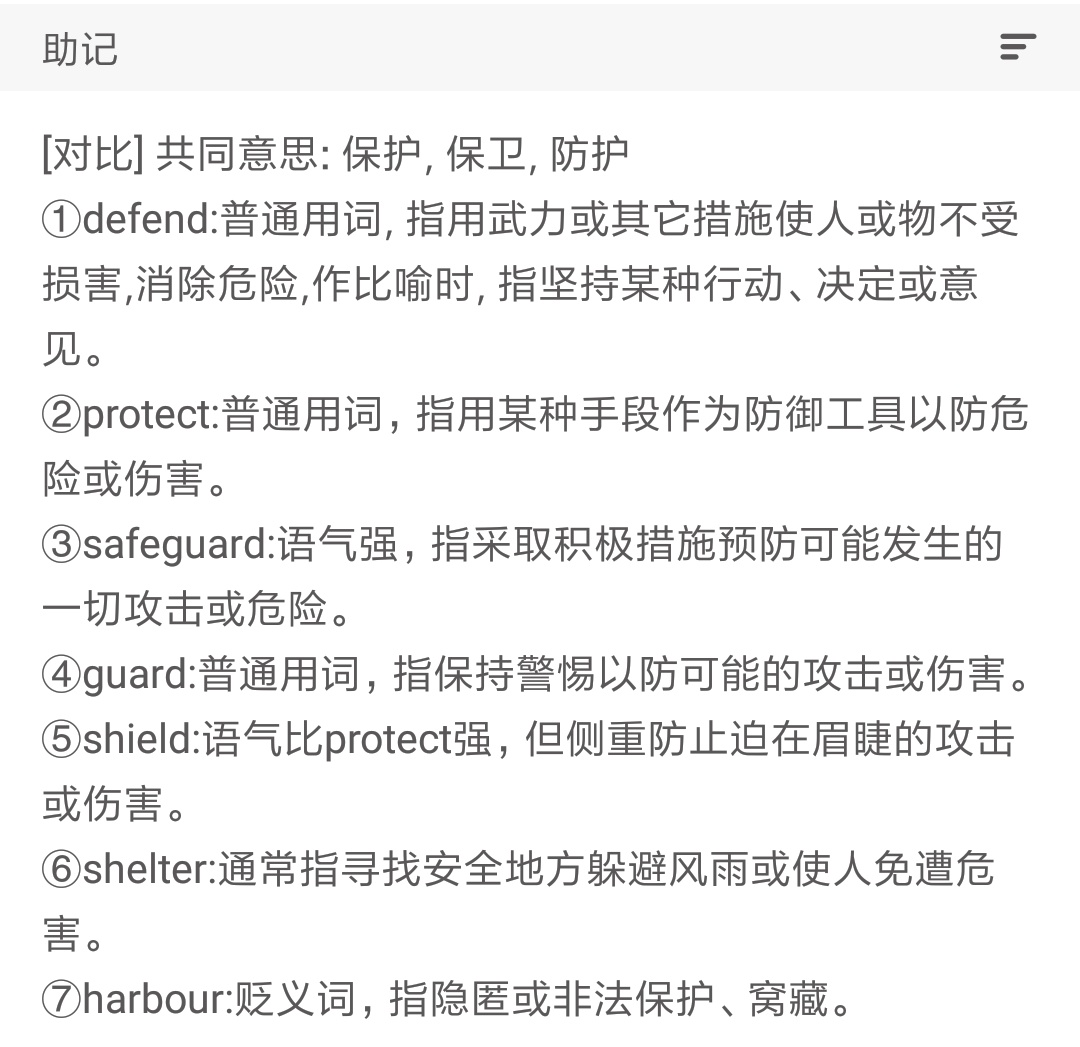 助记
[对比] 共同意思: 保护, 保卫, 防护
①defend:普通用词, 指用武力或其它措施使人或物不受
损害,消除危险,作比喻时, 指坚持某种行动、决定或意
见。
②protect:普通用词，指用某种手段作为防御工具以防危
险或伤害。
③safeguard:语气强，指采取积极措施预防可能发生的
一切攻击或危险。
④guard:普通用词，指保持警惕以防可能的攻击或伤害。
⑤shield:语气比protect强，但侧重防止迫在眉睫的攻击
或伤害。
⑥shelter:通常指寻找安全地方躲避风雨或使人免遭危
害。
⑦harbour:贬义词，指隐匿或非法保护、窝藏。